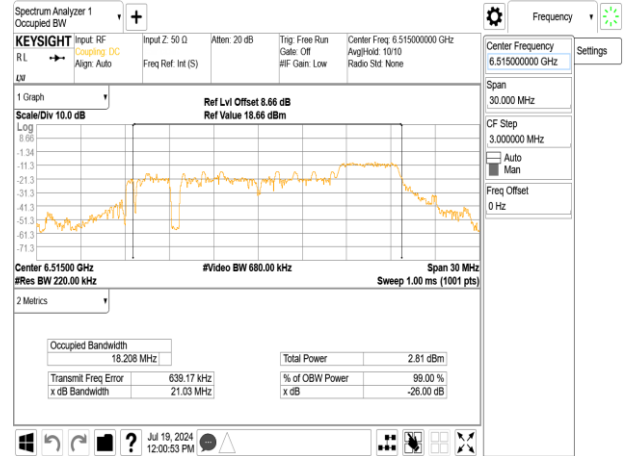 Spectrum Analyzer 1
Occupied BW
Frequency
KEYSIGHT
Input: RF
Coupling: DC
Align: Auto
Input Z: 50 Ω
Freq Ref: Int (S)
Atten: 20 dB
Trig: Free Run
Gate: Off
#IF Gain: Low
Center Freq: 6.515000000 GHz
Avg|Hold: 10/10
Radio Std: None
RL
LXI
Center Frequency
6.515000000 GHz
Settings
Span
30.000 MHz
CF Step
3.000000 MHz
Auto
Man
Freq Offset
0 Hz
1 Graph
Scale/Div 10.0 dB
Ref Lvl Offset 8.66 dB
Ref Value 18.66 dBm
Log
8.66
-1.34
-11.3
-21.3
-31.3
-41.3
-51.3
-61.3
-71.3
Center 6.51500 GHz
#Res BW 220.00 kHz
#Video BW 680.00 kHz
Span 30 MHz
Sweep 1.00 ms (1001 pts)
2 Metrics
Occupied Bandwidth
18.208 MHz
Total Power 2.81 dBm
Transmit Freq Error 639.17 kHz
% of OBW Power 99.00 %
x dB Bandwidth 21.03 MHz
x dB -26.00 dB
?
Jul 19, 2024
12:00:53 PM